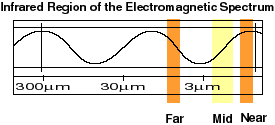 Infrared Region of the Electromagnetic Spectrum
300μm 30μm 3μm
Far Mid Near